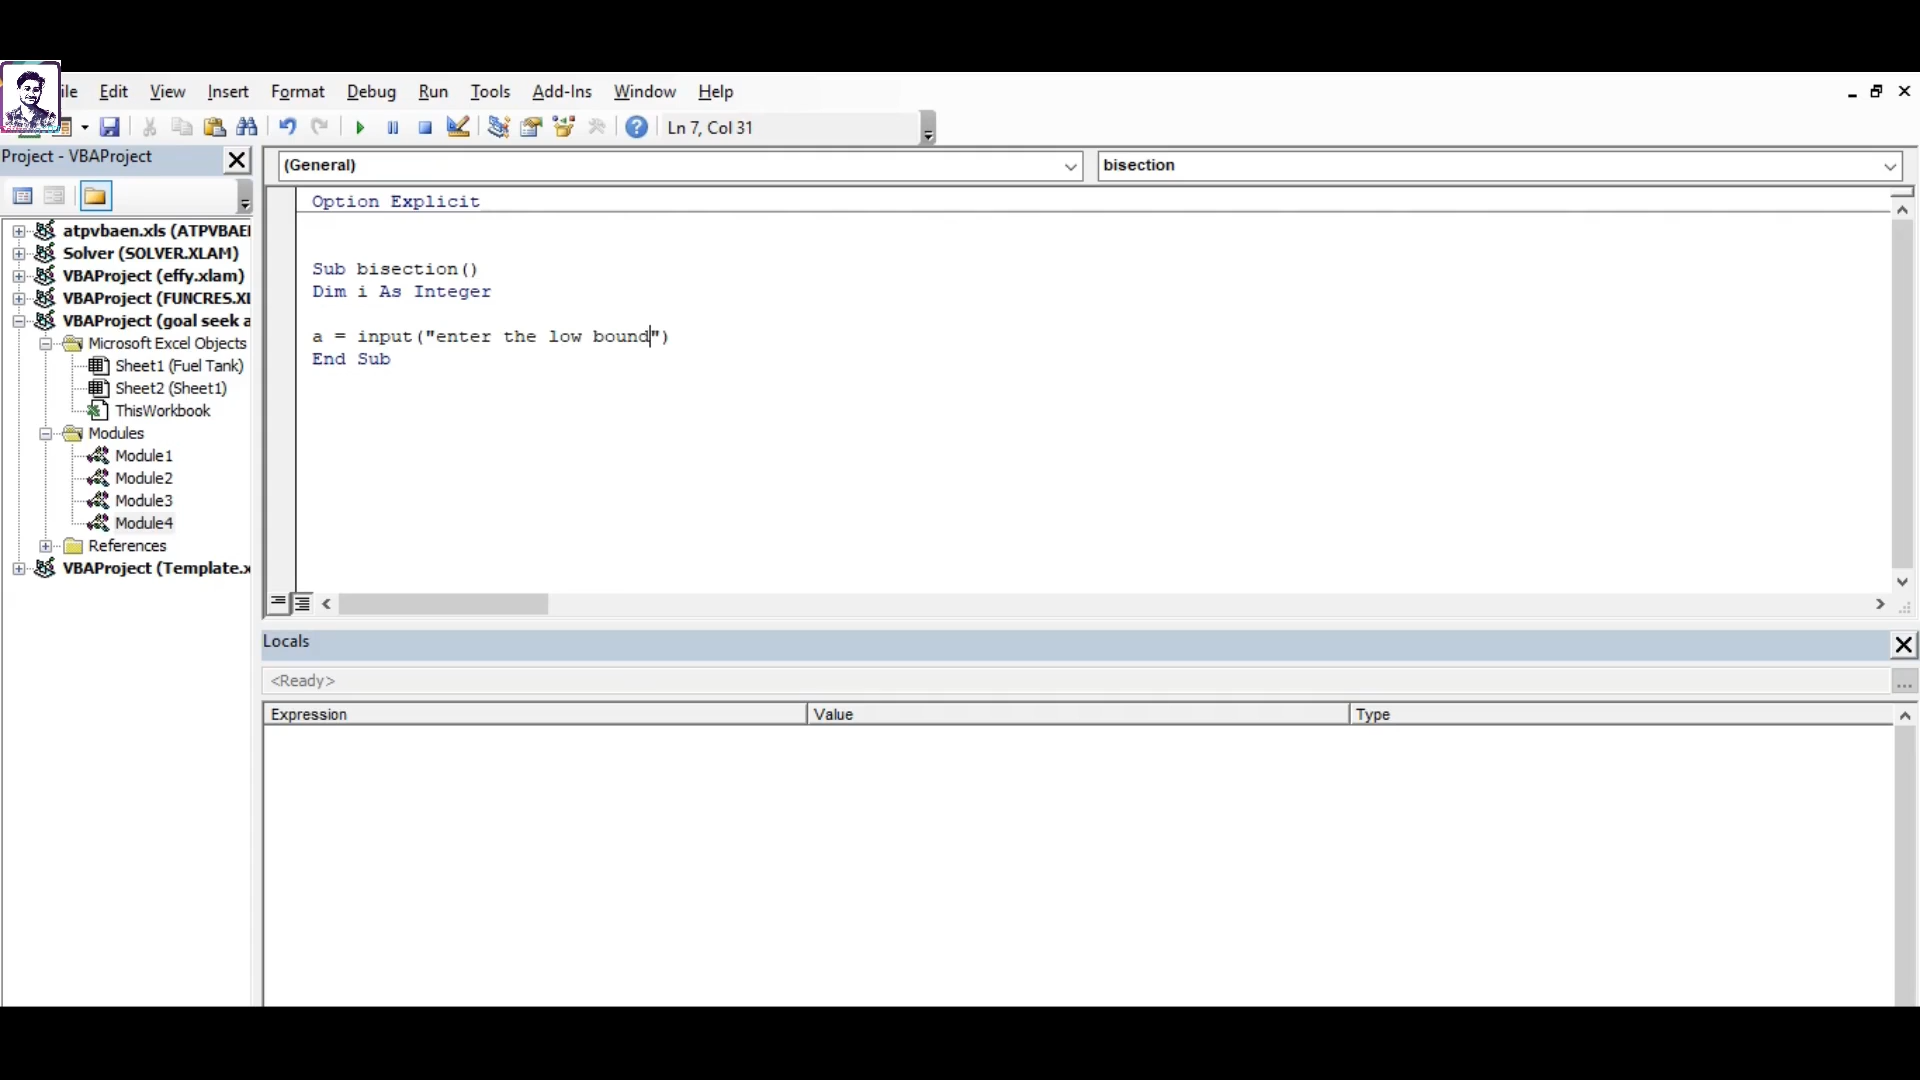 ile Edit View Insert Format Debug Run Tools Add-Ins Window Help
Ln 7, Col 31
Project - VBAProject
(General)
bisection
atpvbaen.xls (ATPVBAEI
Solver (SOLVER.XLAM)
VBAProject (effy.xlam)
VBAProject (FUNCRES.XL
VBAProject (goal seek a
Microsoft Excel Objects
Sheet1 (Fuel Tank)
Sheet2 (Sheet1)
ThisWorkbook
Modules
Module1
Module2
Module3
Module4
References
VBAProject (Template.x
Option Explicit
Sub bisection()
Dim i As Integer
a = input("enter the low bound")
End Sub
Locals
<Ready>
Expression Value Type